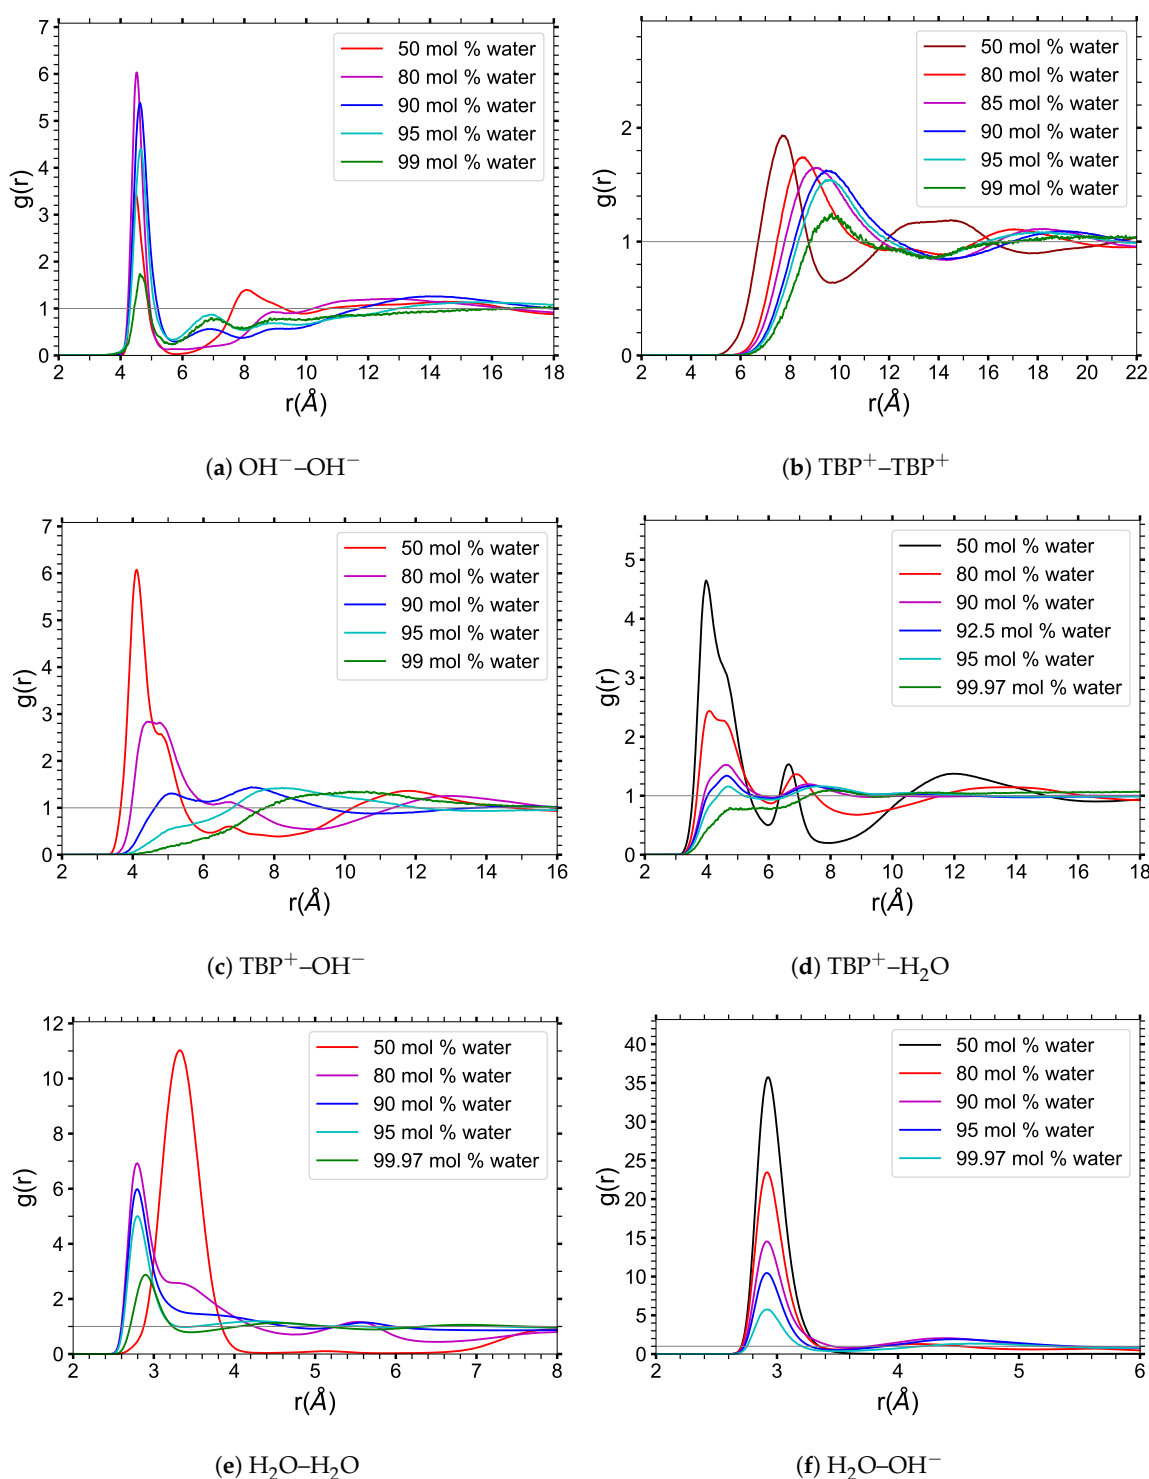 7
6
5
4
3
2
1
0
g(r)
50 mol % water
80 mol % water
90 mol % water
95 mol % water
99 mol % water
2 4 6 8 10 12 14 16 18
r(Å)
(a) OH⁻–OH⁻
2
1
0
g(r)
50 mol % water
80 mol % water
85 mol % water
90 mol % water
95 mol % water
99 mol % water
2 4 6 8 10 12 14 16 18 20 22
r(Å)
(b) TBP⁺–TBP⁺
7
6
5
4
3
2
1
0
g(r)
50 mol % water
80 mol % water
90 mol % water
95 mol % water
99 mol % water
2 4 6 8 10 12 14 16
r(Å)
(c) TBP⁺–OH⁻
5
4
3
2
1
0
g(r)
50 mol % water
80 mol % water
90 mol % water
92.5 mol % water
95 mol % water
99.97 mol % water
2 4 6 8 10 12 14 16 18
r(Å)
(d) TBP⁺–H₂O
12
10
8
6
4
2
0
g(r)
50 mol % water
80 mol % water
90 mol % water
95 mol % water
99.97 mol % water
2 3 4 5 6 7 8
r(Å)
(e) H₂O–H₂O
40
35
30
25
20
15
10
5
0
g(r)
50 mol % water
80 mol % water
90 mol % water
95 mol % water
99.97 mol % water
2 3 4 5 6
r(Å)
(f) H₂O–OH⁻